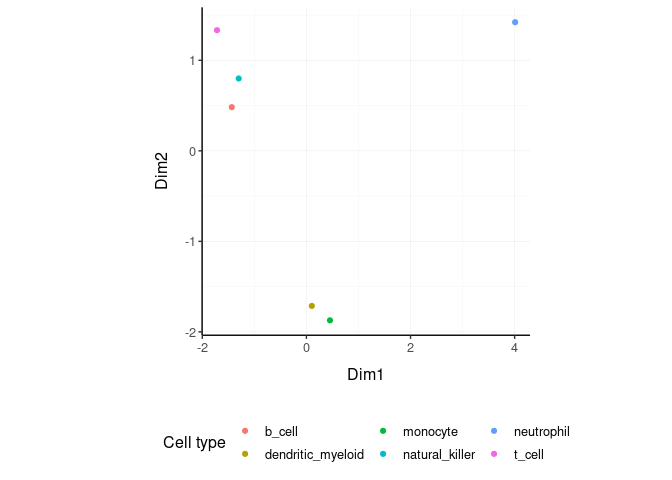 1
0
-1
-2
Dim2
-2 0 2 4
Dim1
Cell type
b_cell monocyte neutrophil
dendritic_myeloid natural_killer t_cell